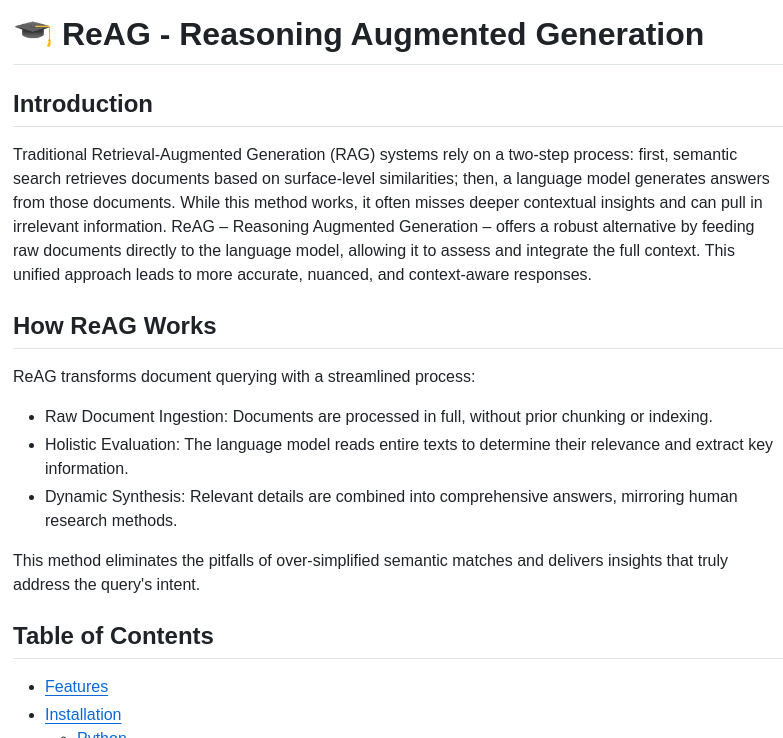 🎓 ReAG - Reasoning Augmented Generation
Introduction
Traditional Retrieval-Augmented Generation (RAG) systems rely on a two-step process: first, semantic
search retrieves documents based on surface-level similarities; then, a language model generates answers
from those documents. While this method works, it often misses deeper contextual insights and can pull in
irrelevant information. ReAG – Reasoning Augmented Generation – offers a robust alternative by feeding
raw documents directly to the language model, allowing it to assess and integrate the full context. This
unified approach leads to more accurate, nuanced, and context-aware responses.
How ReAG Works
ReAG transforms document querying with a streamlined process:
• Raw Document Ingestion: Documents are processed in full, without prior chunking or indexing.
• Holistic Evaluation: The language model reads entire texts to determine their relevance and extract key
information.
• Dynamic Synthesis: Relevant details are combined into comprehensive answers, mirroring human
research methods.
This method eliminates the pitfalls of over-simplified semantic matches and delivers insights that truly
address the query's intent.
Table of Contents
• Features
• Installation
◦ Python